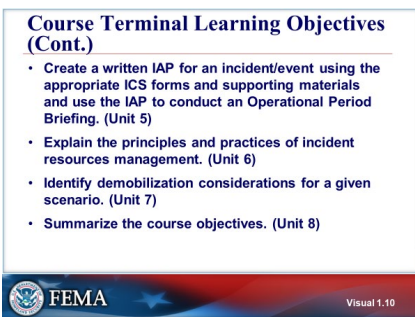 Course Terminal Learning Objectives
(Cont.)
• Create a written IAP for an incident/event using the
appropriate ICS forms and supporting materials
and use the IAP to conduct an Operational Period
Briefing. (Unit 5)
• Explain the principles and practices of incident
resources management. (Unit 6)
• Identify demobilization considerations for a given
scenario. (Unit 7)
• Summarize the course objectives. (Unit 8)
FEMA
Visual 1.10